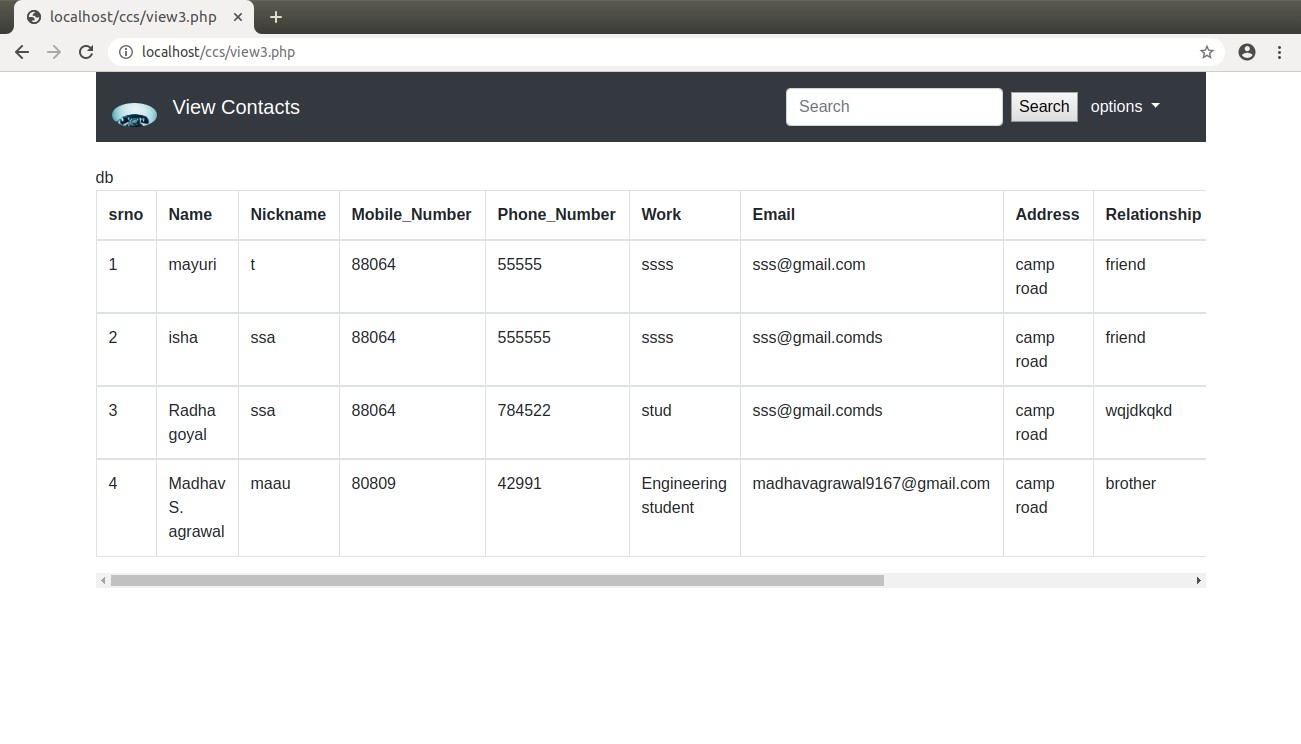 localhost/ccs/view3.php
localhost/ccs/view3.php
View Contacts Search Search options
db
srno Name Nickname Mobile_Number Phone_Number Work Email Address Relationship
1 mayuri t 88064 55555 ssss sss@gmail.com camp friend
road
2 isha ssa 88064 555555 ssss sss@gmail.comds camp friend
road
3 Radha ssa 88064 784522 stud sss@gmail.comds camp wqjdkqkd
goyal road
4 Madhav maau 80809 42991 Engineering madhavagrawal9167@gmail.com camp brother
S. student road
agrawal